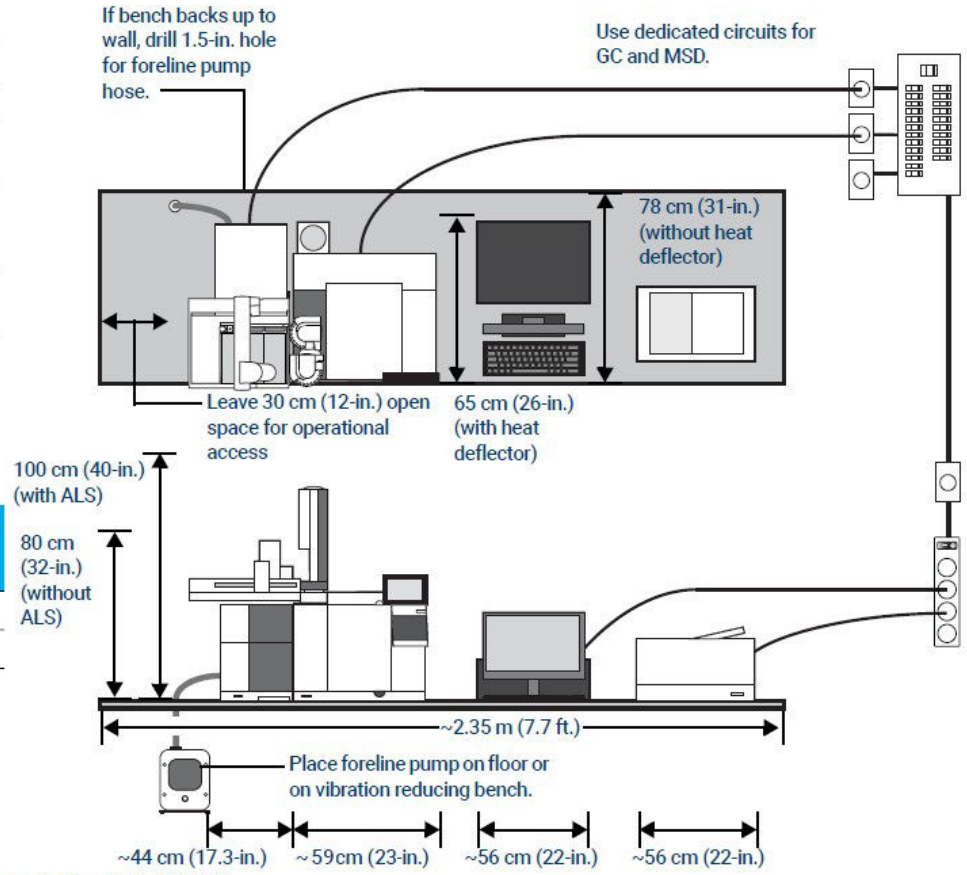 If bench backs up to
wall, drill 1.5-in. hole
for foreline pump
hose.
Use dedicated circuits for
GC and MSD.
78 cm (31-in.)
(without heat
deflector)
Leave 30 cm (12-in.) open
space for operational
access
65 cm (26-in.)
(with heat
deflector)
100 cm (40-in.)
(with ALS)
80 cm
(32-in.)
(without
ALS)
~2.35 m (7.7 ft.)
Place foreline pump on floor or
on vibration reducing bench.
~44 cm (17.3-in.)
~ 59cm (23-in.)
~56 cm (22-in.)
~56 cm (22-in.)